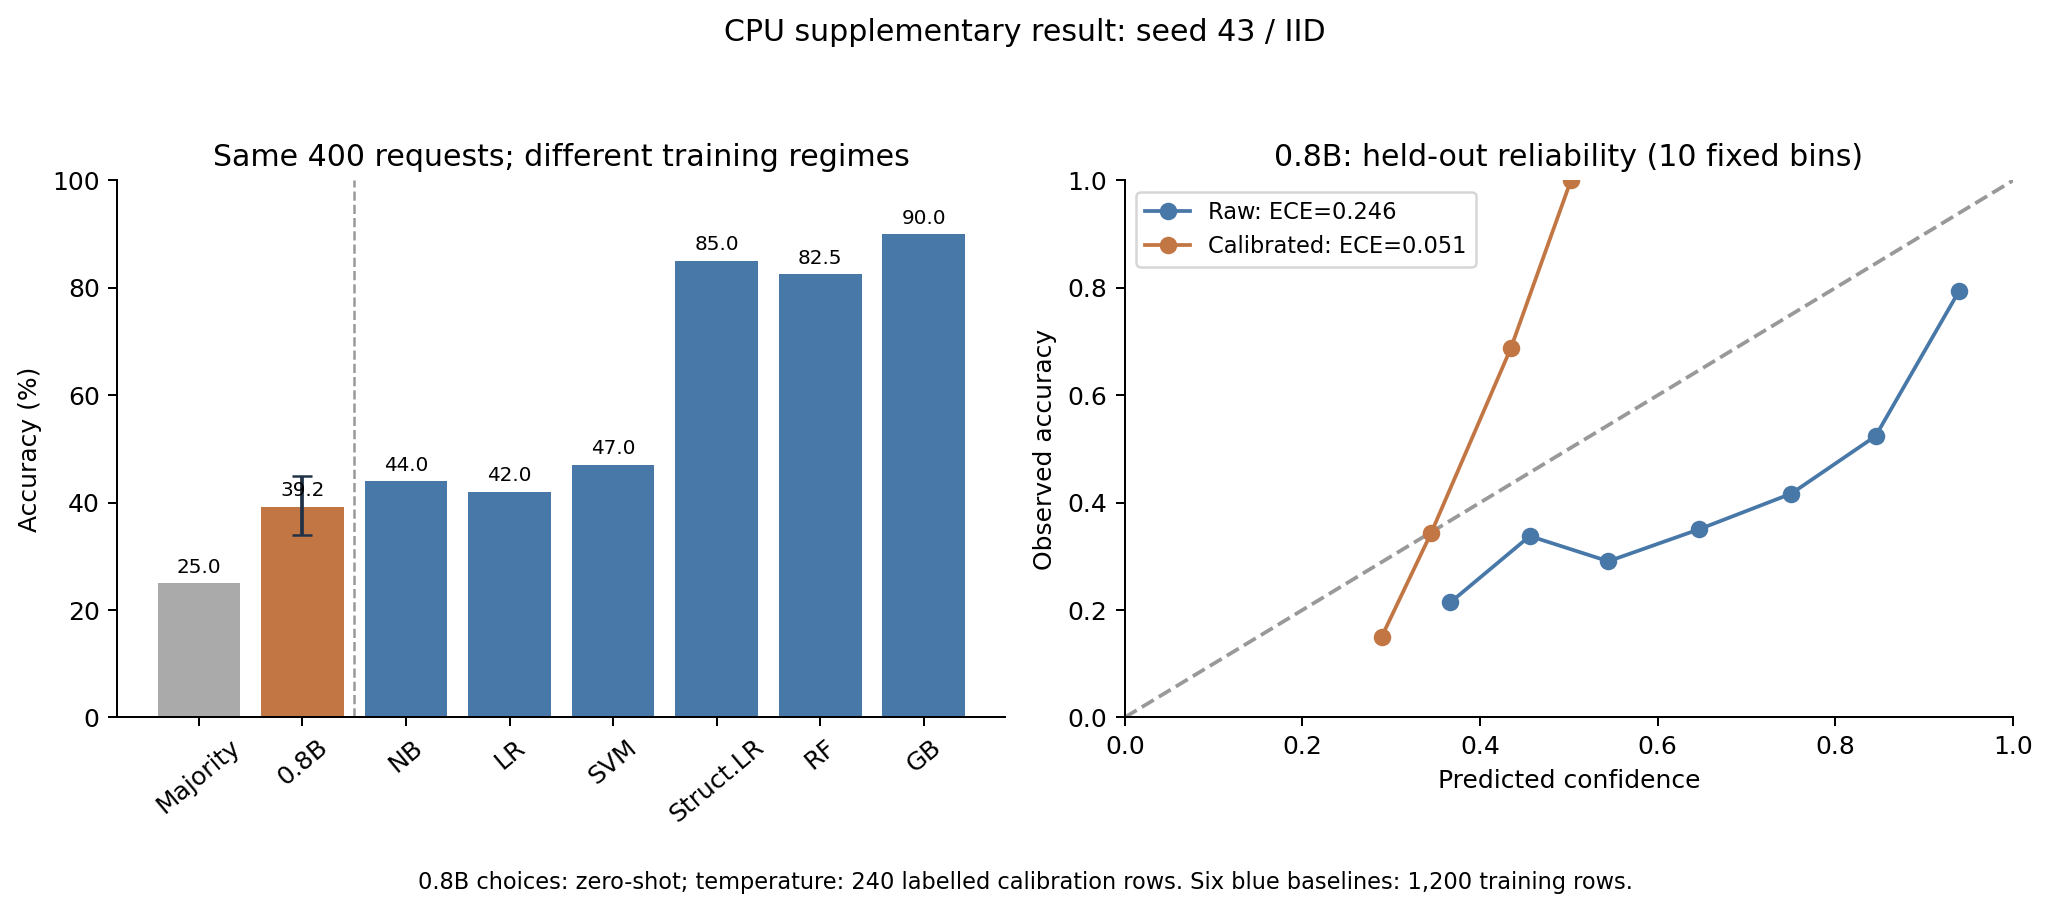 CPU supplementary result: seed 43 / IID
Same 400 requests; different training regimes
Accuracy (%)
100
80
60
40
20
0
25.0
39.2
44.0
42.0
47.0
85.0
82.5
90.0
Majority
0.8B
NB
LR
SVM
Struct.LR
RF
GB
0.8B: held-out reliability (10 fixed bins)
Raw: ECE=0.246
Calibrated: ECE=0.051
Observed accuracy
1.0
0.8
0.6
0.4
0.2
0.0
0.0
0.2
0.4
0.6
0.8
1.0
Predicted confidence
0.8B choices: zero-shot; temperature: 240 labelled calibration rows. Six blue baselines: 1,200 training rows.